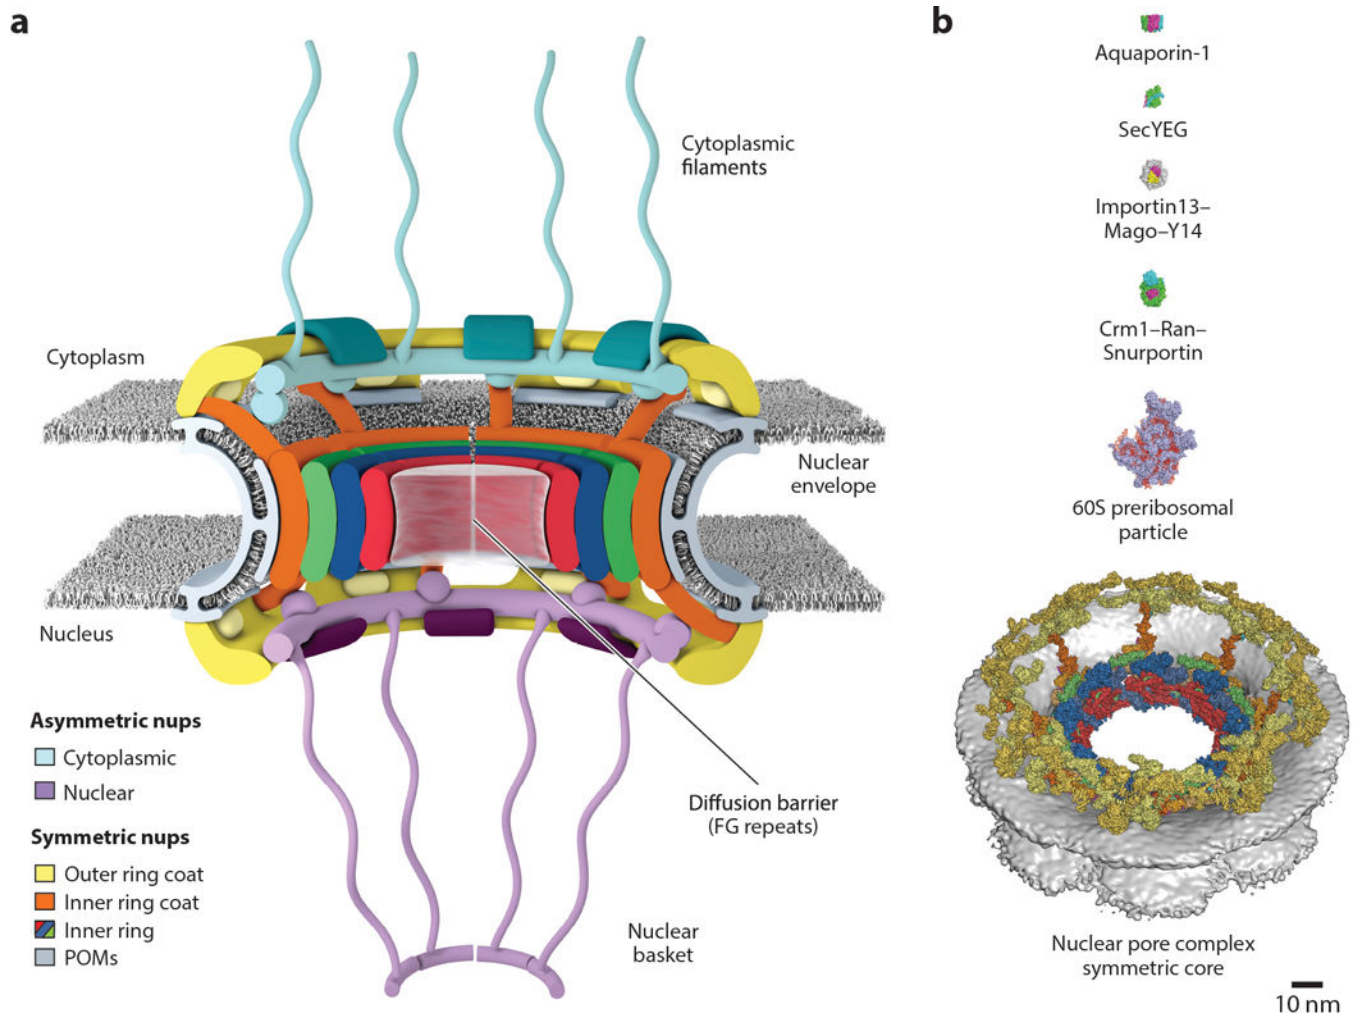 a
Cytoplasmic
filaments
Cytoplasm
Nuclear
envelope
Nucleus
Asymmetric nups
Cytoplasmic
Nuclear
Symmetric nups
Outer ring coat
Inner ring coat
Inner ring
POMs
Diffusion barrier
(FG repeats)
Nuclear
basket
b
Aquaporin-1
SecYEG
Importin13–
Mago–Y14
Crm1–Ran–
Snurportin
60S preribosomal
particle
Nuclear pore complex
symmetric core
10 nm